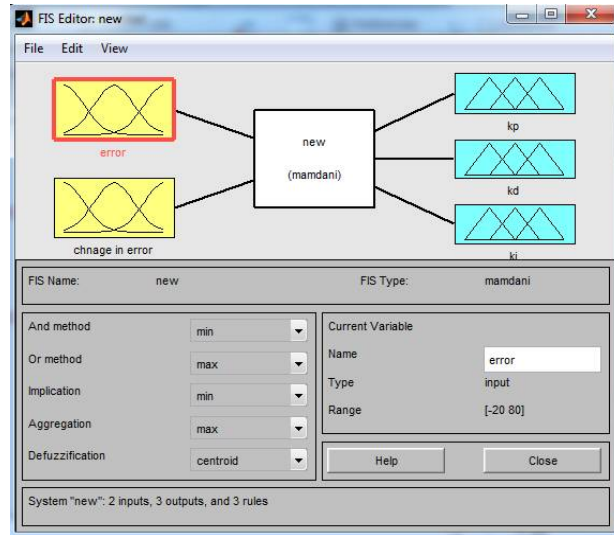 FIS Editor: new
File Edit View
error
chnage in error
new
(mamdani)
kp
kd
ki
FIS Name: new FIS Type: mamdani
And method min
Or method max
Implication min
Aggregation max
Defuzzification centroid
Current Variable
Name error
Type input
Range [-20 80]
Help Close
System "new": 2 inputs, 3 outputs, and 3 rules